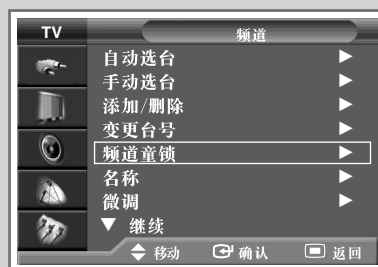 TV 频道
自动选台
手动选台
添加/删除
变更台号
频道童锁
名称
微调
继续
移动 确认 返回